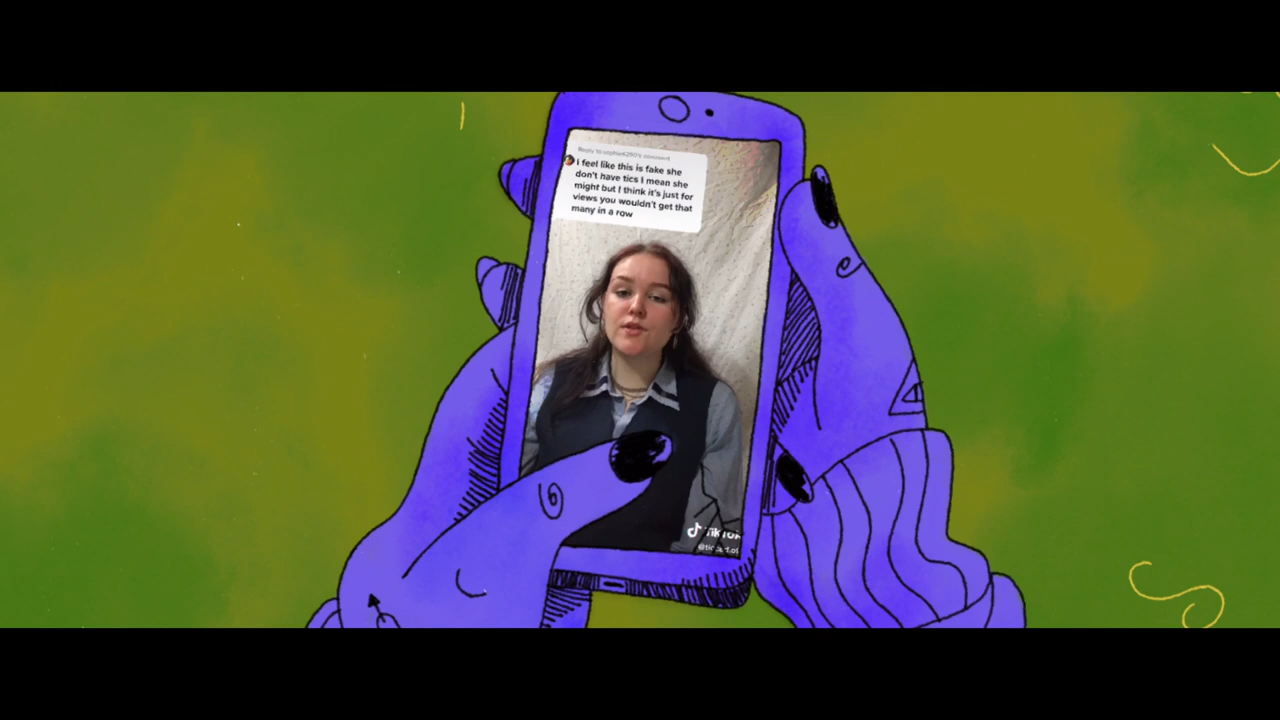 I feel like this is fake she
don't have tics I mean she
might but I think it's just for
views you wouldn't get that
many in a row
TikTok